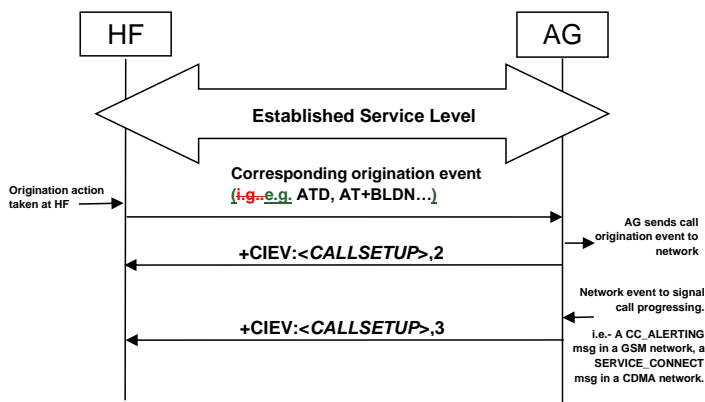 HF
AG
Established Service Level
Corresponding origination event
(i.g..e.g. ATD, AT+BLDN…)
Origination action
taken at HF
AG sends call
origination event to
network
+CIEV:<CALLSETUP>,2
Network event to signal
call progressing.
+CIEV:<CALLSETUP>,3
i.e.- A CC_ALERTING
msg in a GSM network, a
SERVICE_CONNECT
msg in a CDMA network.